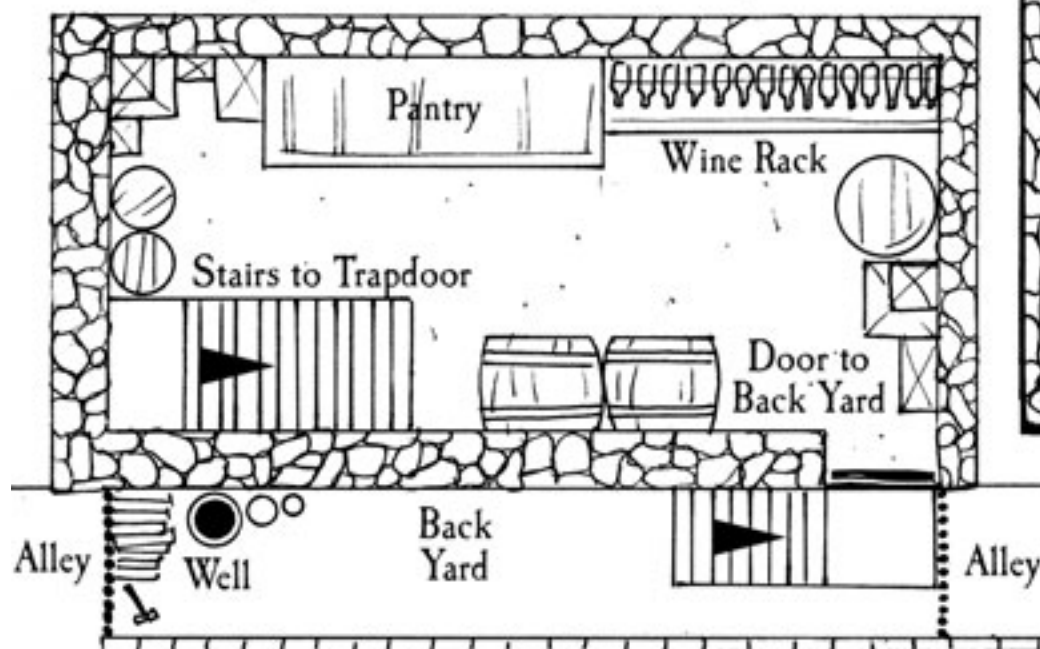 Pantry
Wine Rack
Stairs to Trapdoor
Door to
Back Yard
Back
Yard
Alley
Well
Alley